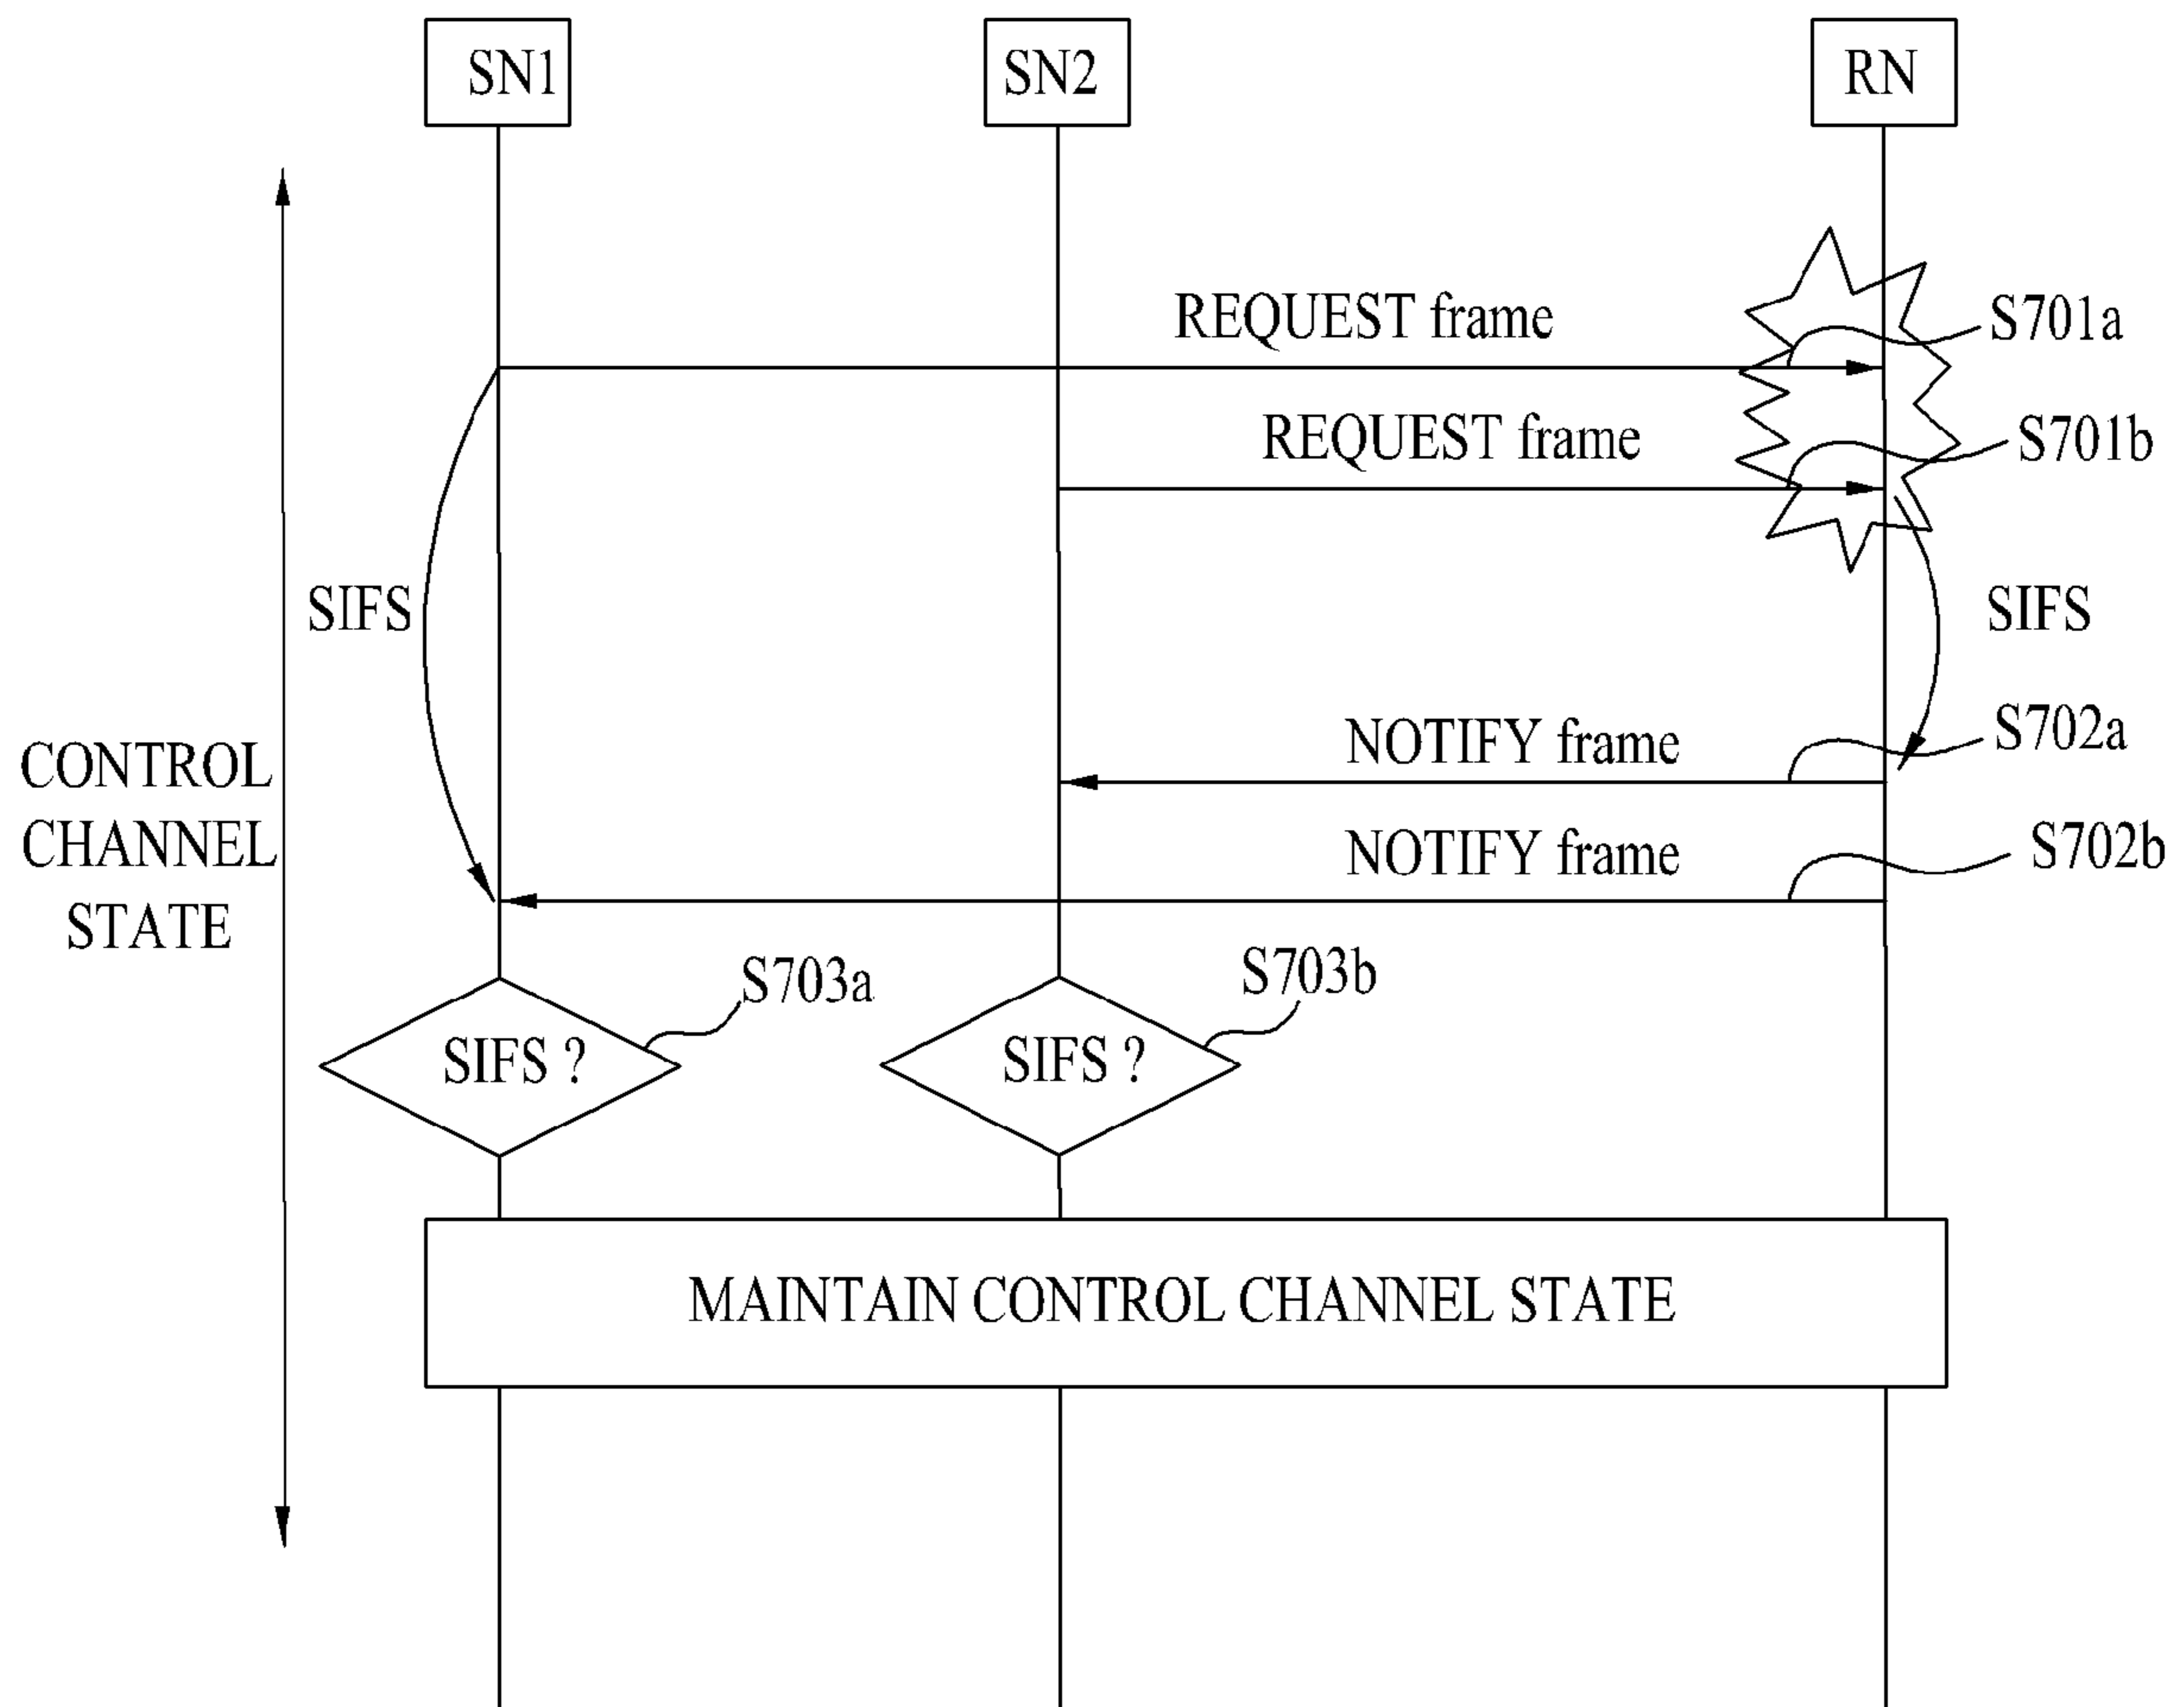 SN1
SN2
RN
REQUEST frame
S701a
REQUEST frame
S701b
SIFS
SIFS
NOTIFY frame
S702a
CONTROL
CHANNEL
STATE
NOTIFY frame
S702b
S703a
S703b
SIFS ?
SIFS ?
MAINTAIN CONTROL CHANNEL STATE